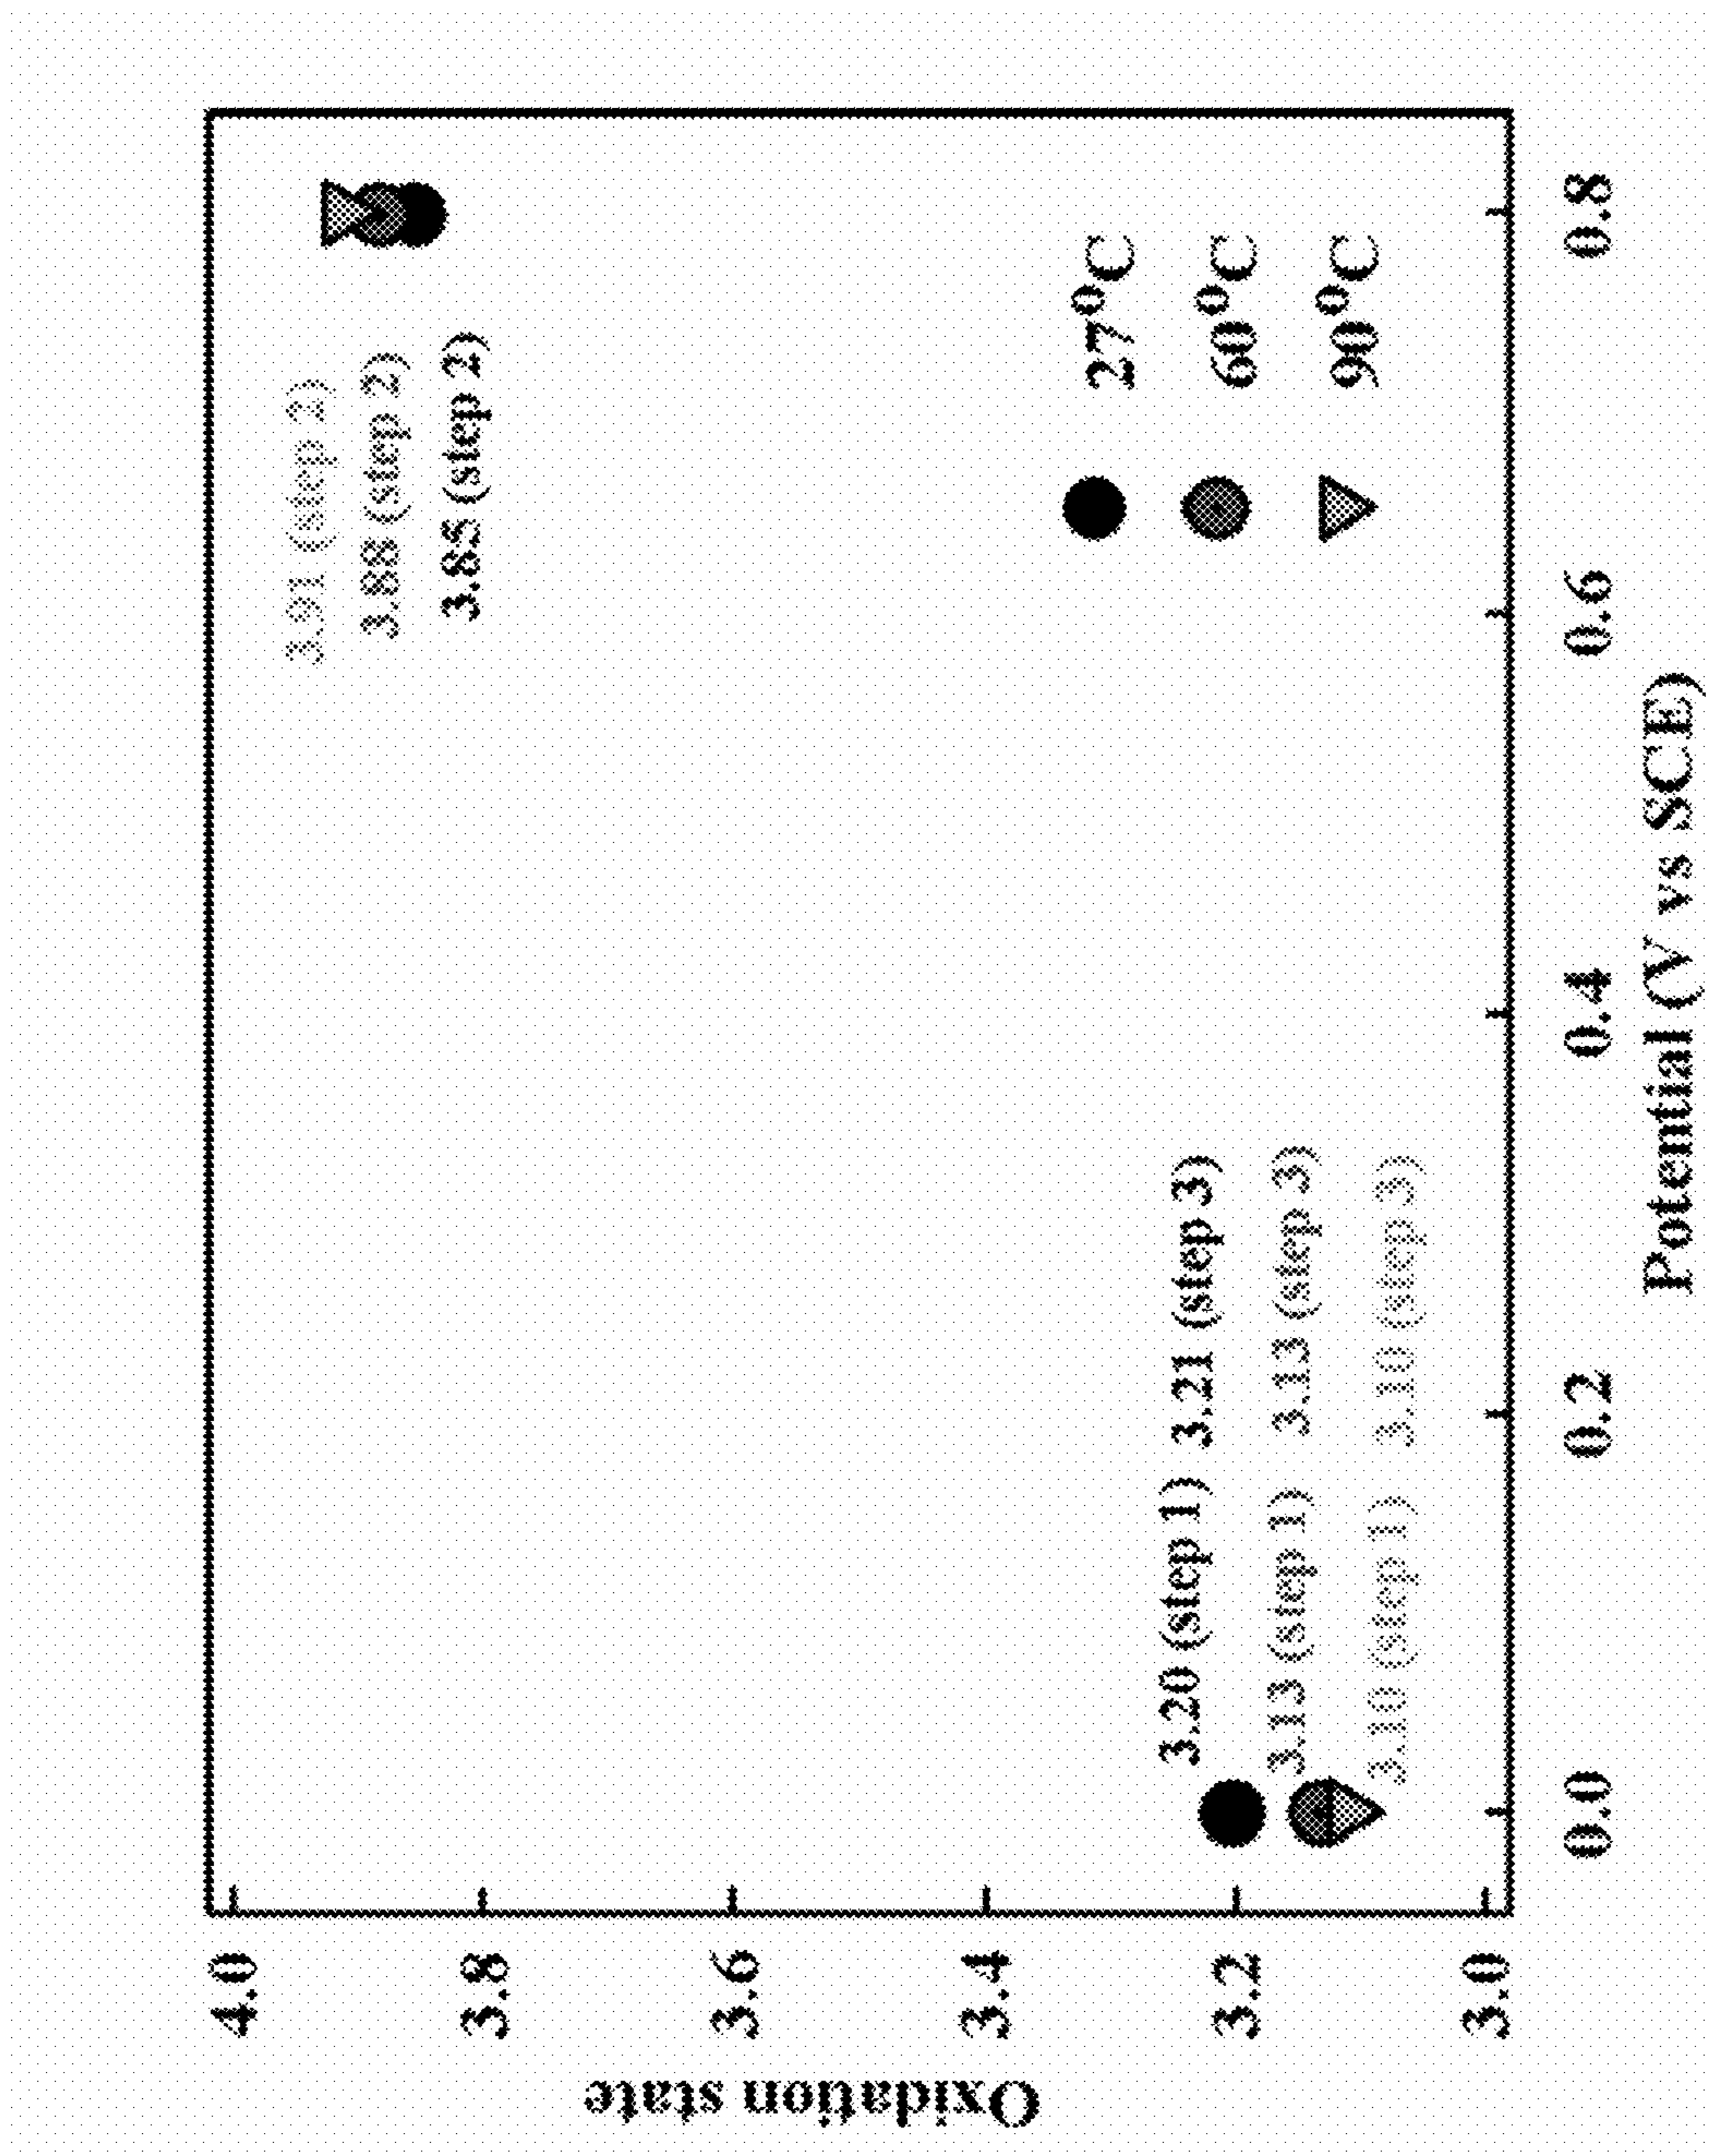 Oxidation state
4.0
3.8
3.6
3.4
3.2
3.0
3.91 (step 2)
3.88 (step 2)
3.85 (step 2)
27°C
60°C
90°C
3.20 (step 1) 3.21 (step 3)
3.13 (step 1) 3.13 (step 3)
3.10 (step 1) 3.10 (step 3)
0.0 0.2 0.4 0.6 0.8
Potential (V vs SCE)